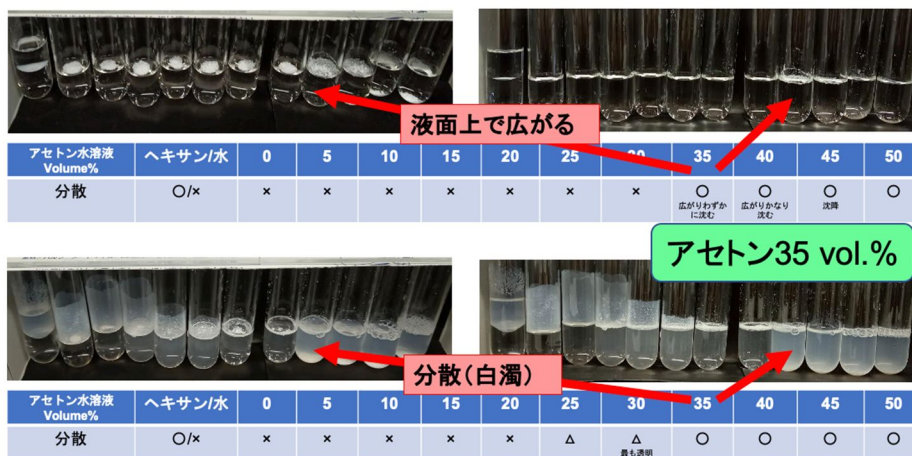 液面上で広がる
アセトン水溶液 Volume% ヘキサン/水 0 5 10 15 20 25 30 35 40 45 50
分散 〇/× × × × × × × × 〇 〇 〇 〇
広がりわずかに沈む 広がりかなり沈む 沈降
アセトン35 vol.%
分散(白濁)
アセトン水溶液 Volume% ヘキサン/水 0 5 10 15 20 25 30 35 40 45 50
分散 〇/× × × × × × △ △ 〇 〇 〇 〇
最も透明